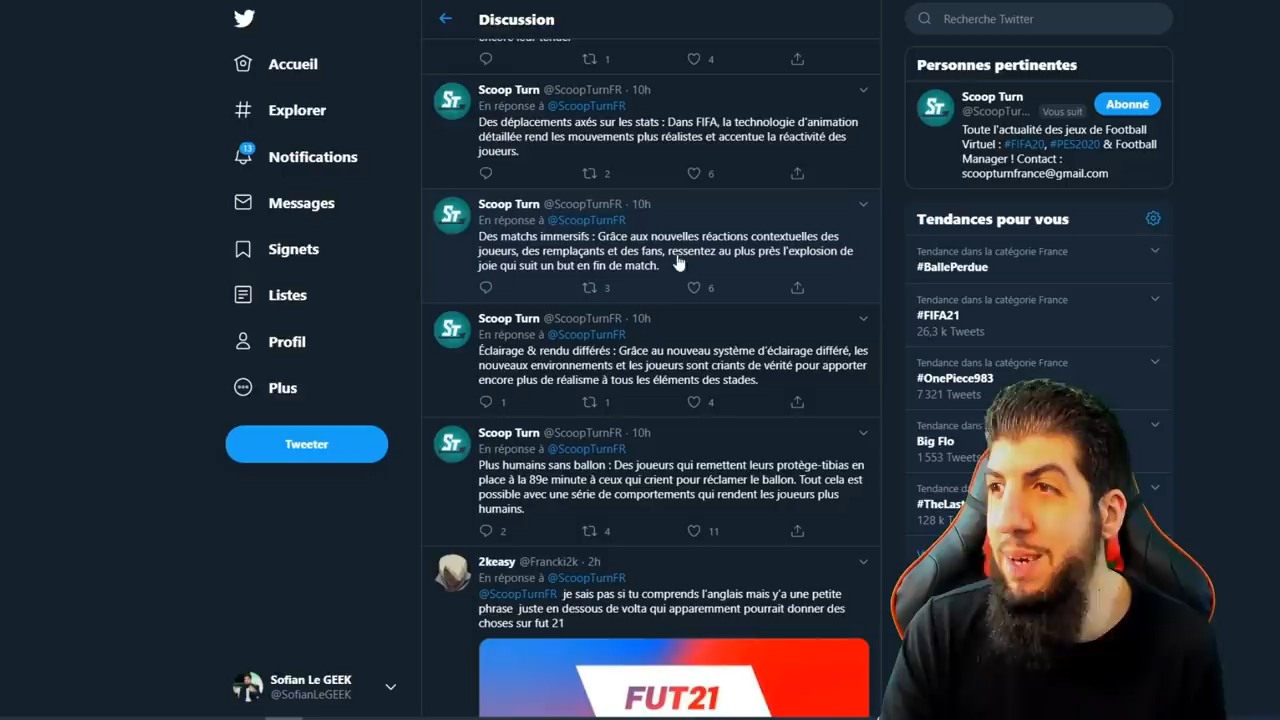 Accueil
Explorer
13
Notifications
Messages
Signets
Listes
Profil
Plus
Tweeter
Sofian Le GEEK
@SofianLeGEEK
Discussion
encore leur tender
1 4
Scoop Turn @ScoopTurnFR · 10h
En réponse à @ScoopTurnFR
Des déplacements axés sur les stats : Dans FIFA, la technologie d'animation
détaillée rend les mouvements plus réalistes et accentue la réactivité des
joueurs.
2 6
Scoop Turn @ScoopTurnFR · 10h
En réponse à @ScoopTurnFR
Des matchs immersifs : Grâce aux nouvelles réactions contextuelles des
joueurs, des remplaçants et des fans, ressentez au plus près l'explosion de
joie qui suit un but en fin de match.
3 6
Scoop Turn @ScoopTurnFR · 10h
En réponse à @ScoopTurnFR
Éclairage & rendu différés : Grâce au nouveau système d'éclairage différé, les
nouveaux environnements et les joueurs sont criants de vérité pour apporter
encore plus de réalisme à tous les éléments des stades.
1 1 4
Scoop Turn @ScoopTurnFR · 10h
En réponse à @ScoopTurnFR
Plus humains sans ballon : Des joueurs qui remettent leurs protège-tibias en
place à la 89e minute à ceux qui crient pour réclamer le ballon. Tout cela est
possible avec une série de comportements qui rendent les joueurs plus
humains.
2 4 11
2keasy @Francki2k · 2h
En réponse à @ScoopTurnFR
@ScoopTurnFR je sais pas si tu comprends l'anglais mais y'a une petite
phrase juste en dessous de volta qui apparemment pourrait donner des
choses sur fut 21
FUT21
Recherche Twitter
Personnes pertinentes
Scoop Turn
@ScoopTur... Vous suit
Abonné
Toute l'actualité des jeux de Football
Virtuel : #FIFA20, #PES2020 & Football
Manager ! Contact :
scoopturnfrance@gmail.com
Tendances pour vous
Tendance dans la catégorie France
#BallePerdue
Tendance dans la catégorie France
#FIFA21
26,3 k Tweets
Tendance dans la catégorie France
#OnePiece983
7 321 Tweets
Tendance da
Big Flo
1 553 Tweets
Tendance d
#TheLast
128 k T